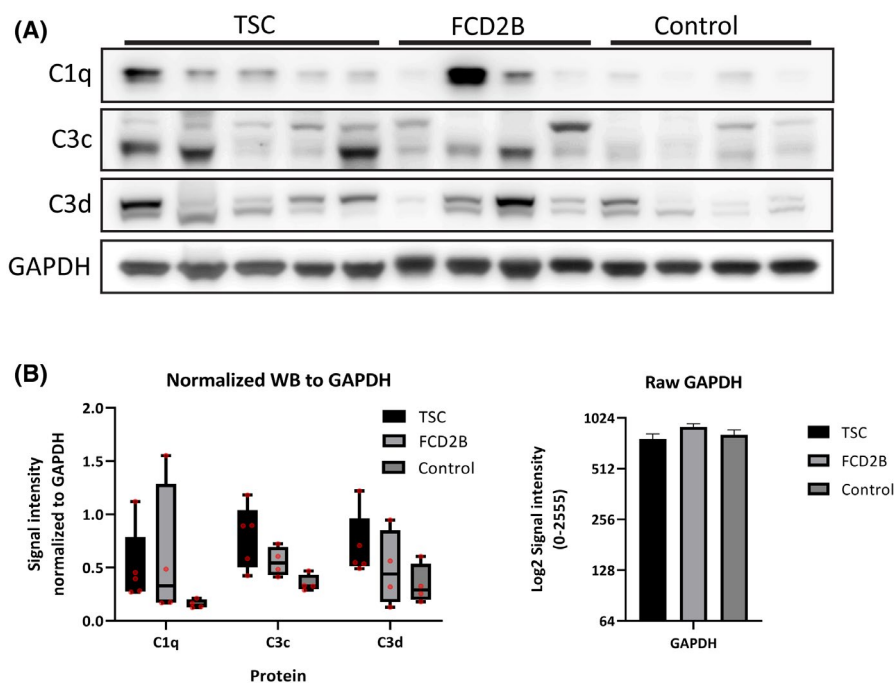 (A)
TSC FCD2B Control
C1q
C3c
C3d
GAPDH
(B)
Normalized WB to GAPDH
Signal intensity
normalized to GAPDH
2.0
1.5
1.0
0.5
0.0
TSC
FCD2B
Control
C1q C3c C3d
Protein
Raw GAPDH
Log2 Signal intensity
(0-2555)
1024
512
256
128
64
TSC
FCD2B
Control
GAPDH